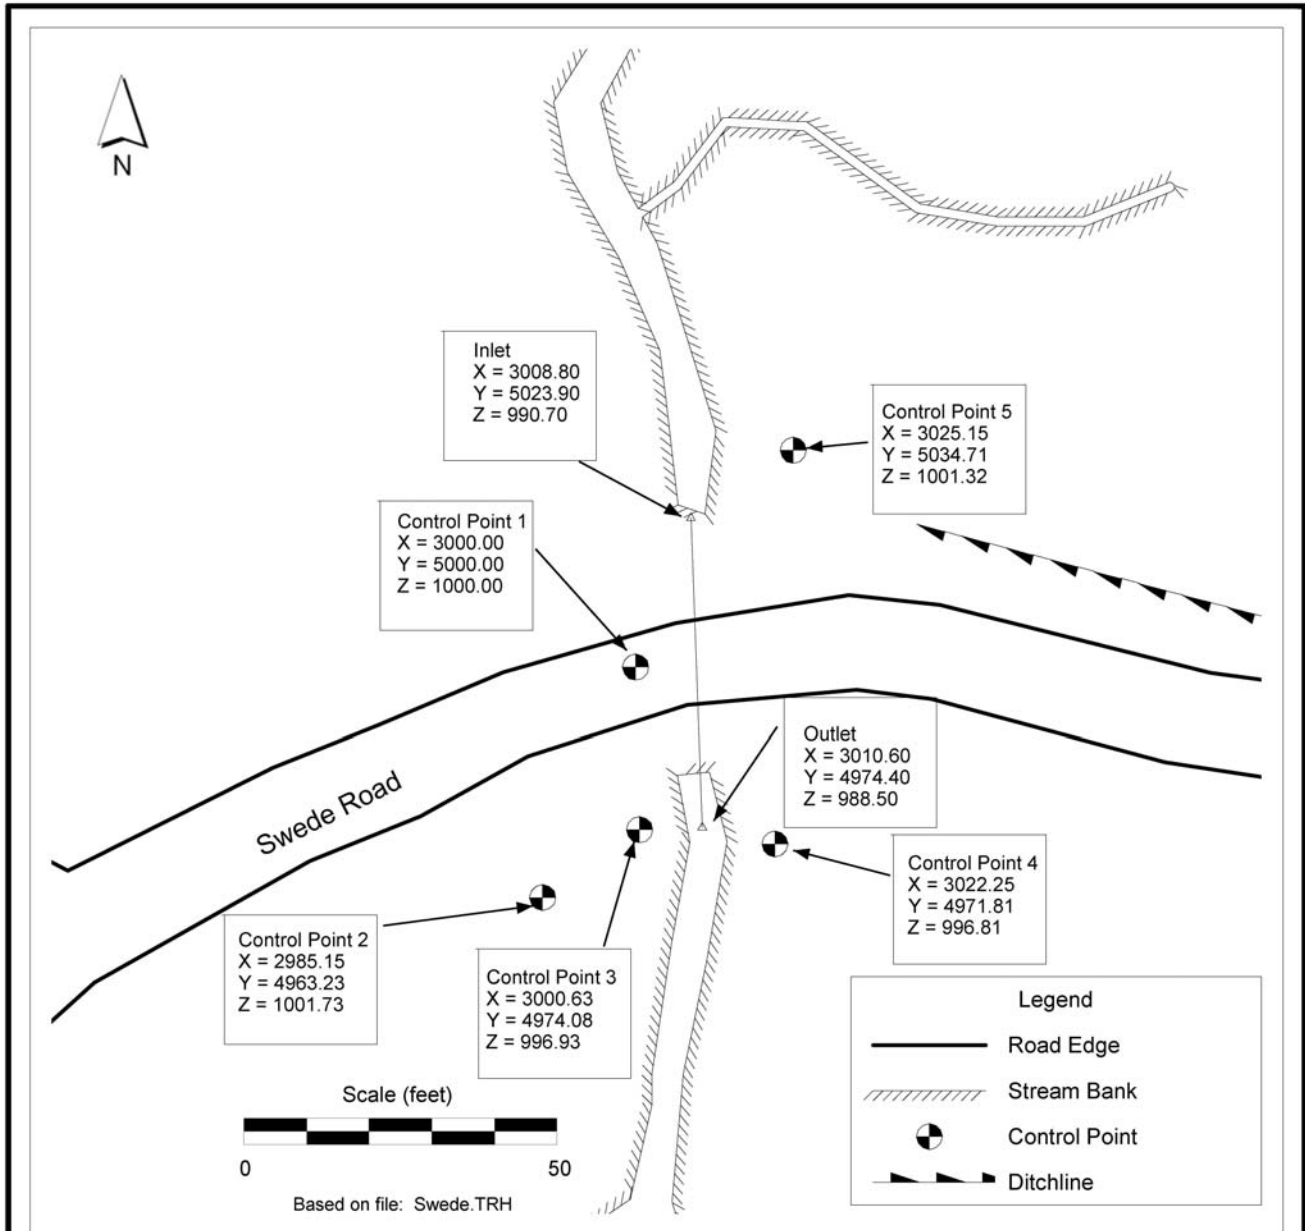 N
Inlet
X = 3008.80
Y = 5023.90
Z = 990.70
Control Point 5
X = 3025.15
Y = 5034.71
Z = 1001.32
Control Point 1
X = 3000.00
Y = 5000.00
Z = 1000.00
Outlet
X = 3010.60
Y = 4974.40
Z = 988.50
Swede Road
Control Point 4
X = 3022.25
Y = 4971.81
Z = 996.81
Control Point 2
X = 2985.15
Y = 4963.23
Z = 1001.73
Control Point 3
X = 3000.63
Y = 4974.08
Z = 996.93
Legend
Road Edge
Stream Bank
Control Point
Ditchline
Scale (feet)
0 50
Based on file: Swede.TRH